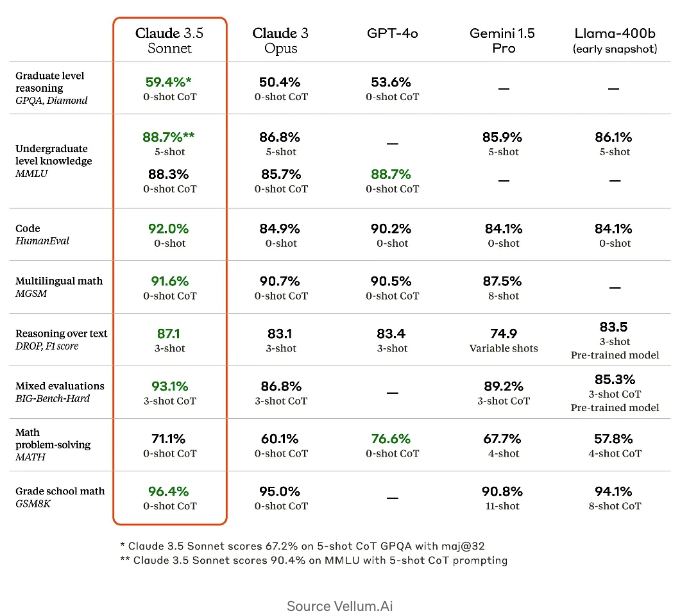 Claude 3.5 Sonnet
Claude 3 Opus
GPT-4o
Gemini 1.5 Pro
Llama-400b (early snapshot)
Graduate level reasoning
GPQA, Diamond
59.4%* 50.4% 53.6% — —
0-shot CoT 0-shot CoT 0-shot CoT
Undergraduate level knowledge
MMLU
88.7%** 86.8% — 85.9% 86.1%
5-shot 5-shot 5-shot 5-shot
88.3% 85.7% 88.7% — —
0-shot CoT 0-shot CoT 0-shot CoT
Code
HumanEval
92.0% 84.9% 90.2% 84.1% 84.1%
0-shot 0-shot 0-shot 0-shot 0-shot
Multilingual math
MGSM
91.6% 90.7% 90.5% 87.5% —
0-shot CoT 0-shot CoT 0-shot CoT 8-shot
Reasoning over text
DROP, F1 score
87.1 83.1 83.4 74.9 83.5
3-shot 3-shot 3-shot Variable shots 3-shot
Pre-trained model
Mixed evaluations
BIG-Bench-Hard
93.1% 86.8% — 89.2% 85.3%
3-shot CoT 3-shot CoT 3-shot CoT 3-shot CoT
Pre-trained model
Math problem-solving
MATH
71.1% 60.1% 76.6% 67.7% 57.8%
0-shot CoT 0-shot CoT 0-shot CoT 4-shot 4-shot CoT
Grade school math
GSM8K
96.4% 95.0% — 90.8% 94.1%
0-shot CoT 0-shot CoT 11-shot 8-shot CoT
* Claude 3.5 Sonnet scores 67.2% on 5-shot CoT GPQA with maj@32
** Claude 3.5 Sonnet scores 90.4% on MMLU with 5-shot CoT prompting
Source Vellum.Ai